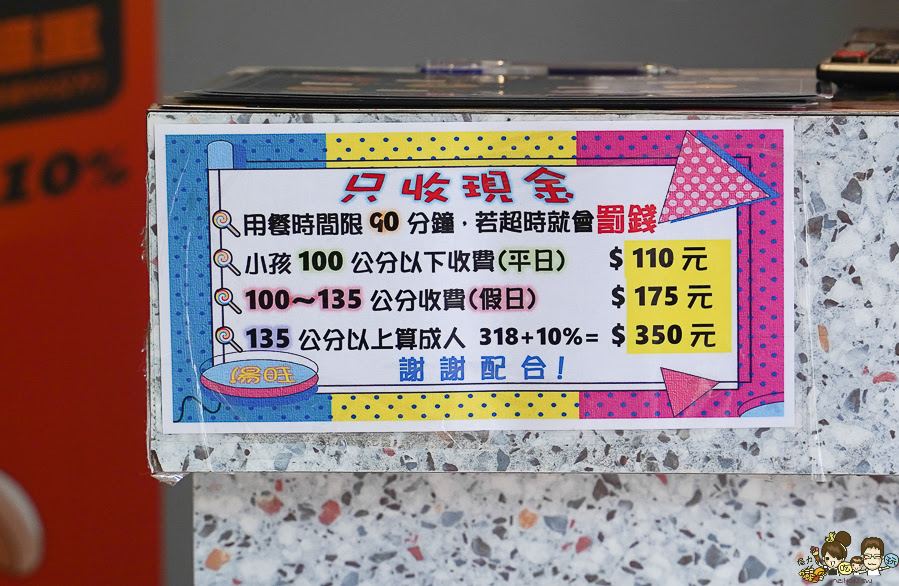 10%
只收現金
用餐時間限 90 分鐘，若超時就會罰錢
小孩 100 公分以下收費(平日) $ 110 元
100～135 公分收費(假日) $ 175 元
135 公分以上算成人 318+10%= $ 350 元
謝謝配合!
湯旺